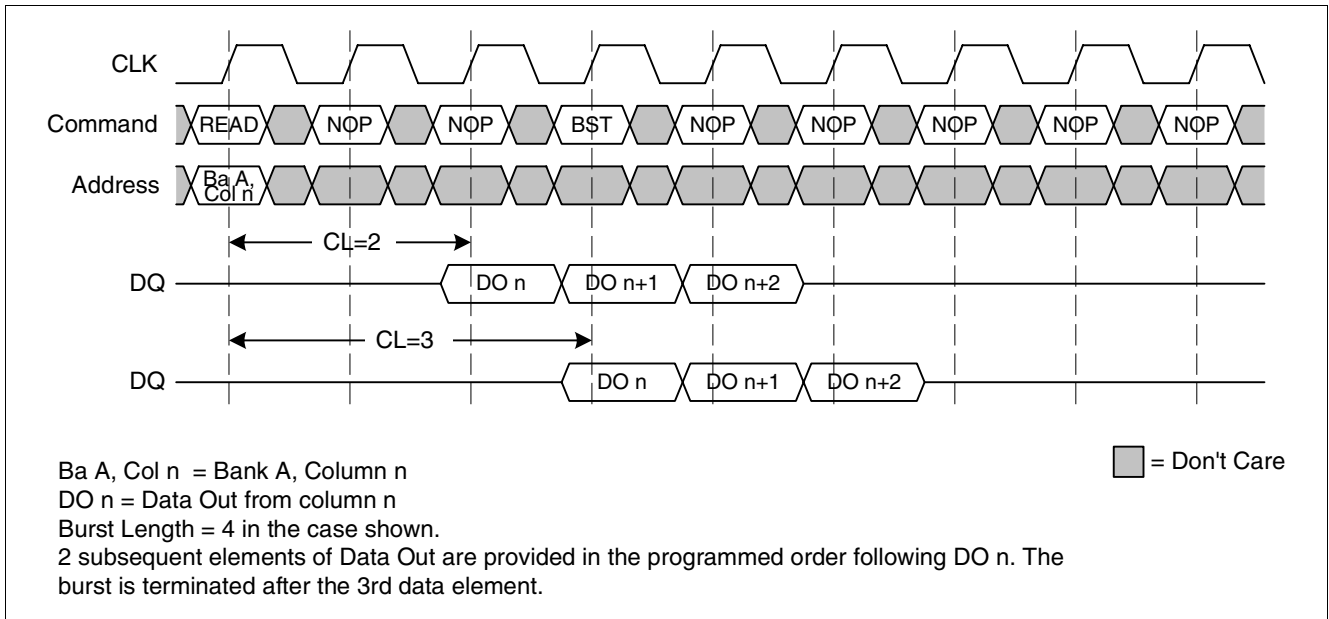 CLK
Command READ NOP NOP BST NOP NOP NOP NOP NOP
Address Ba A,
Col n
CL=2
DQ DO n DO n+1 DO n+2
CL=3
DQ DO n DO n+1 DO n+2
Ba A, Col n = Bank A, Column n
= Don't Care
DO n = Data Out from column n
Burst Length = 4 in the case shown.
2 subsequent elements of Data Out are provided in the programmed order following DO n. The
burst is terminated after the 3rd data element.